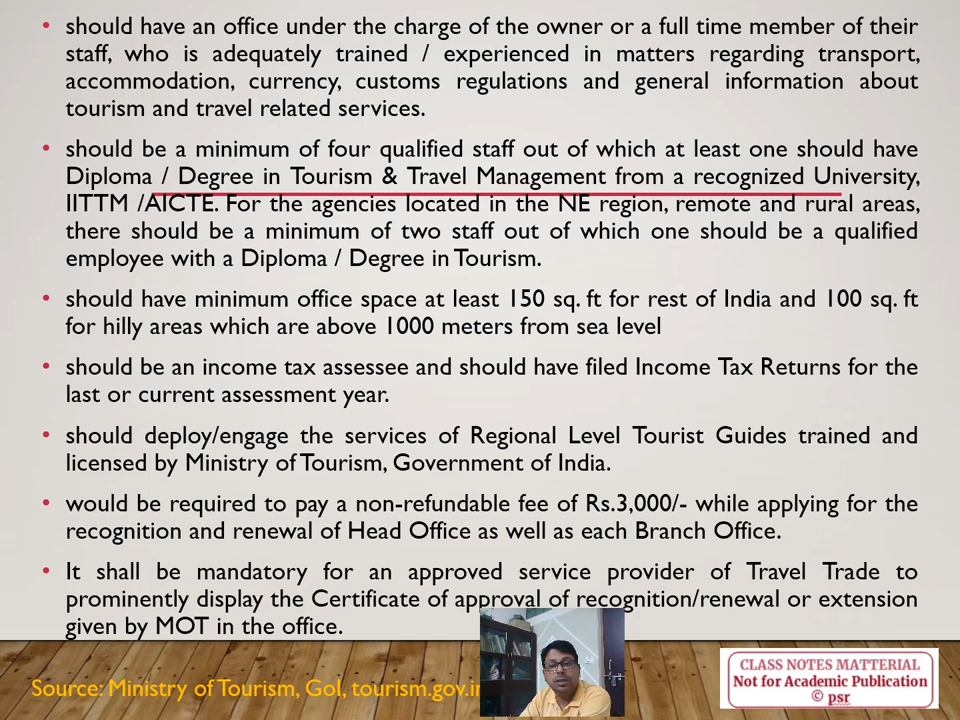 • should have an office under the charge of the owner or a full time member of their
staff, who is adequately trained / experienced in matters regarding transport,
accommodation, currency, customs regulations and general information about
tourism and travel related services.
• should be a minimum of four qualified staff out of which at least one should have
Diploma / Degree in Tourism & Travel Management from a recognized University,
IITTM /AICTE. For the agencies located in the NE region, remote and rural areas,
there should be a minimum of two staff out of which one should be a qualified
employee with a Diploma / Degree in Tourism.
• should have minimum office space at least 150 sq. ft for rest of India and 100 sq. ft
for hilly areas which are above 1000 meters from sea level
• should be an income tax assessee and should have filed Income Tax Returns for the
last or current assessment year.
• should deploy/engage the services of Regional Level Tourist Guides trained and
licensed by Ministry of Tourism, Government of India.
• would be required to pay a non-refundable fee of Rs.3,000/- while applying for the
recognition and renewal of Head Office as well as each Branch Office.
• It shall be mandatory for an approved service provider of Travel Trade to
prominently display the Certificate of approval of recognition/renewal or extension
given by MOT in the office.
Source: Ministry of Tourism, GoI, tourism.gov.in
CLASS NOTES MATTERIAL
Not for Academic Publication
© psr